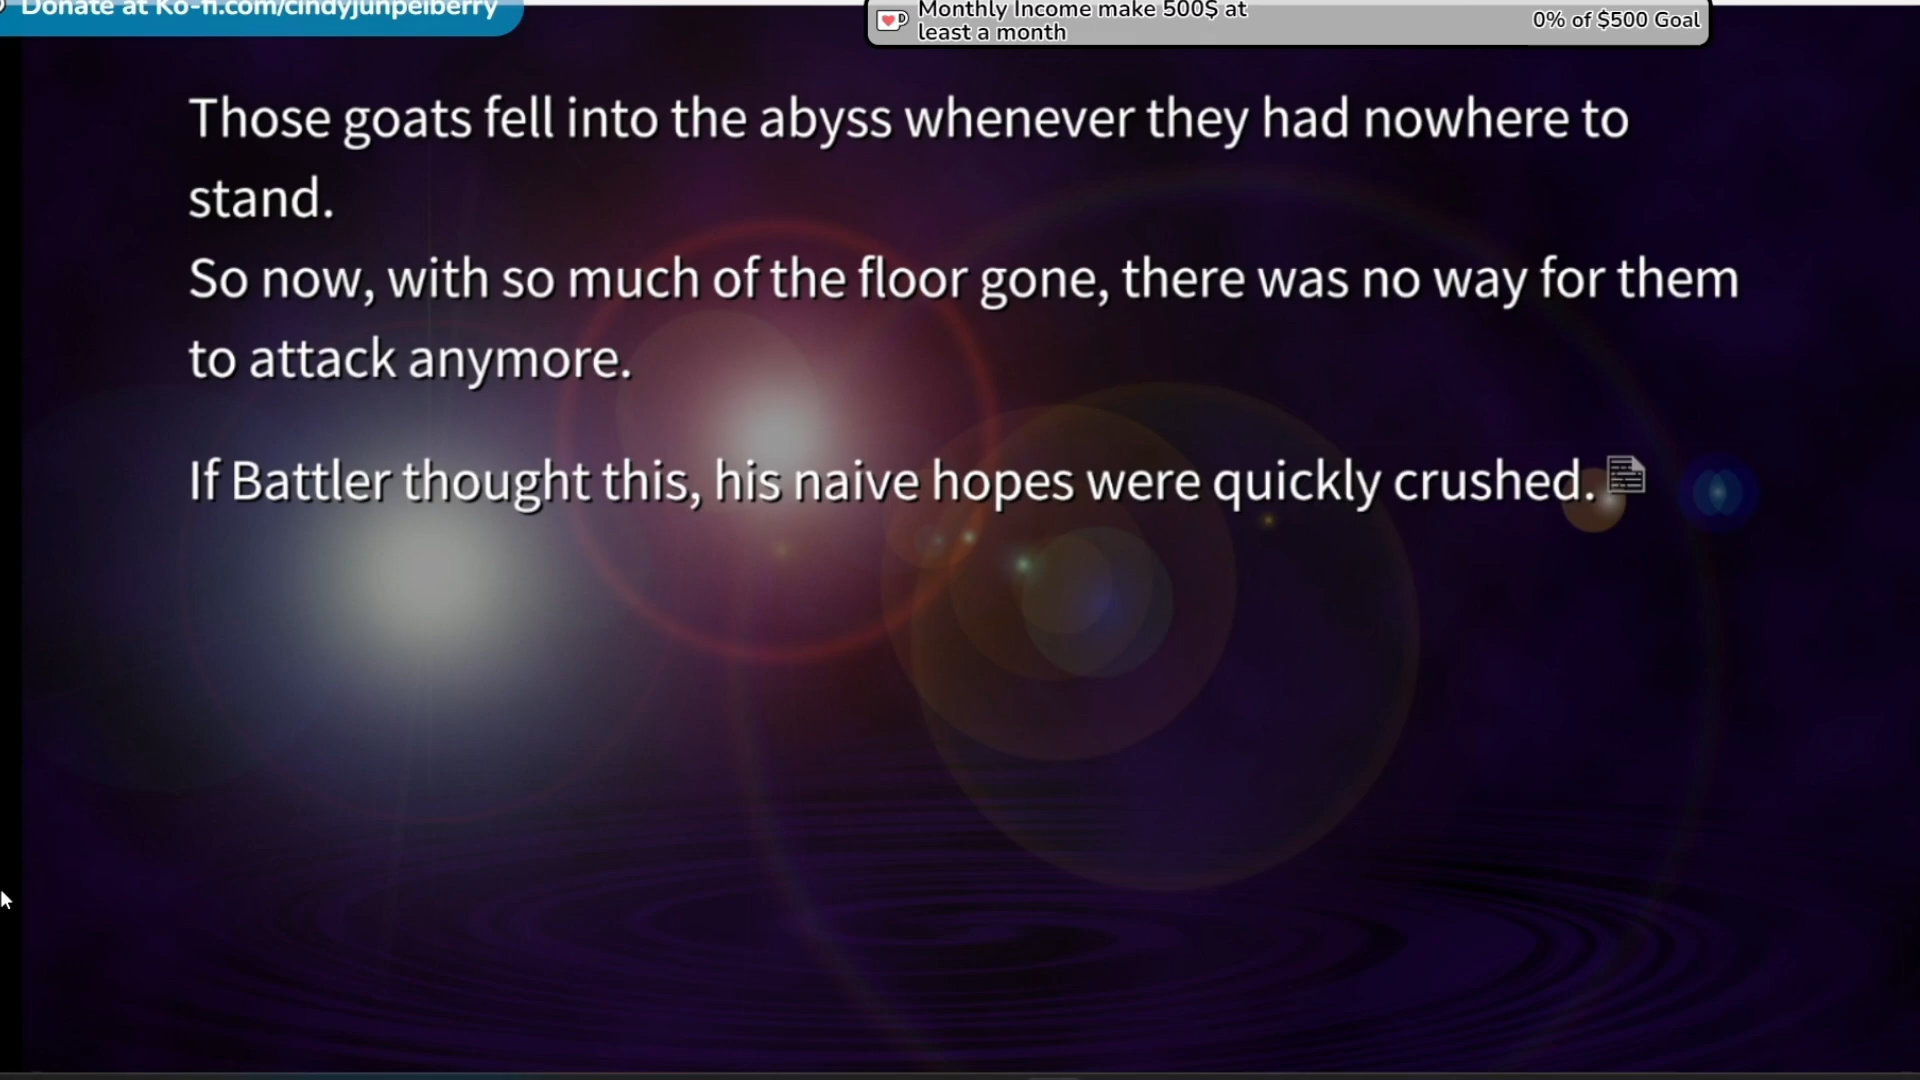 Donate at Ko-fi.com/cindyjunpeiberry
Monthly Income make 500$ at
least a month
0% of $500 Goal
Those goats fell into the abyss whenever they had nowhere to
stand.
So now, with so much of the floor gone, there was no way for them
to attack anymore.
If Battler thought this, his naive hopes were quickly crushed.